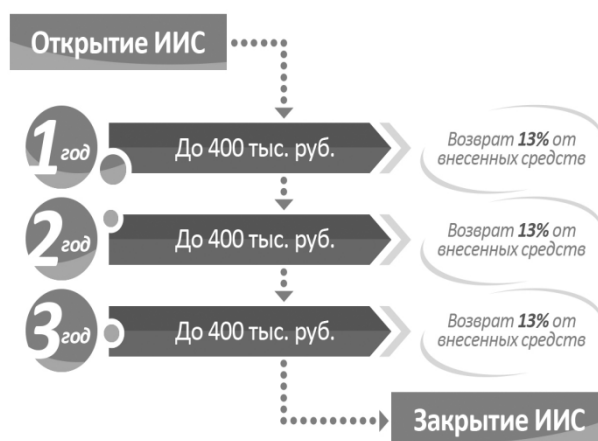 Открытие ИИС
1 год
До 400 тыс. руб.
Возврат 13% от
внесенных средств
2 год
До 400 тыс. руб.
Возврат 13% от
внесенных средств
3 год
До 400 тыс. руб.
Возврат 13% от
внесенных средств
Закрытие ИИС